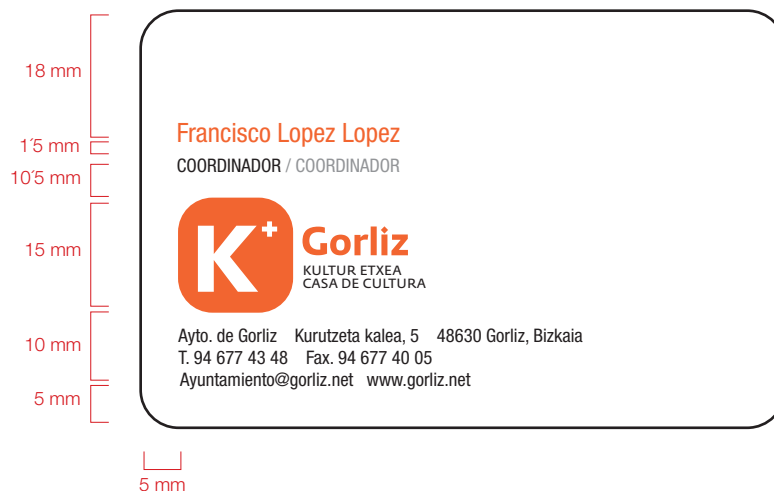 18 mm
Francisco Lopez Lopez
1'5 mm
COORDINADOR / COORDINADOR
10'5 mm
K+
Gorliz
15 mm
KULTUR ETXEA
CASA DE CULTURA
Ayto. de Gorliz Kurutzeta kalea, 5 48630 Gorliz, Bizkaia
10 mm
T. 94 677 43 48 Fax. 94 677 40 05
Ayuntamiento@gorliz.net www.gorliz.net
5 mm
5 mm